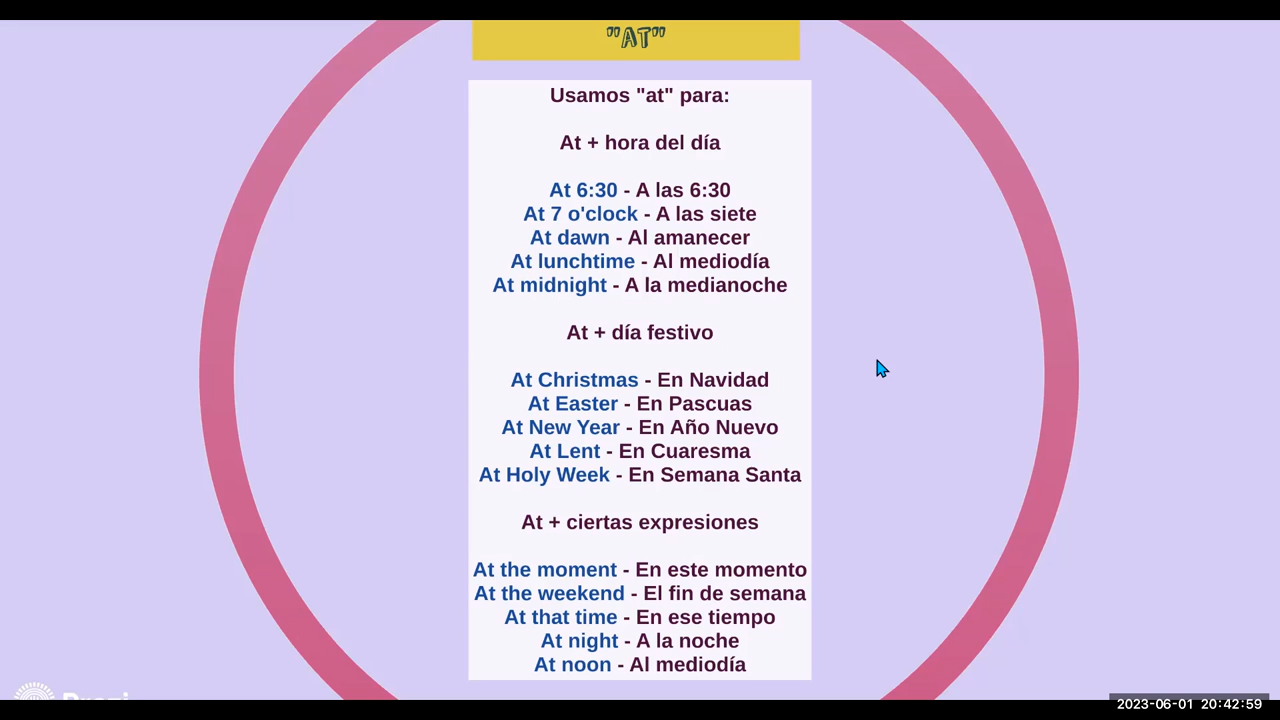 "AT"
Usamos "at" para:
At + hora del día
At 6:30 - A las 6:30
At 7 o'clock - A las siete
At dawn - Al amanecer
At lunchtime - Al mediodía
At midnight - A la medianoche
At + día festivo
At Christmas - En Navidad
At Easter - En Pascuas
At New Year - En Año Nuevo
At Lent - En Cuaresma
At Holy Week - En Semana Santa
At + ciertas expresiones
At the moment - En este momento
At the weekend - El fin de semana
At that time - En ese tiempo
At night - A la noche
At noon - Al mediodía
Prezi
2023-06-01 20:42:59